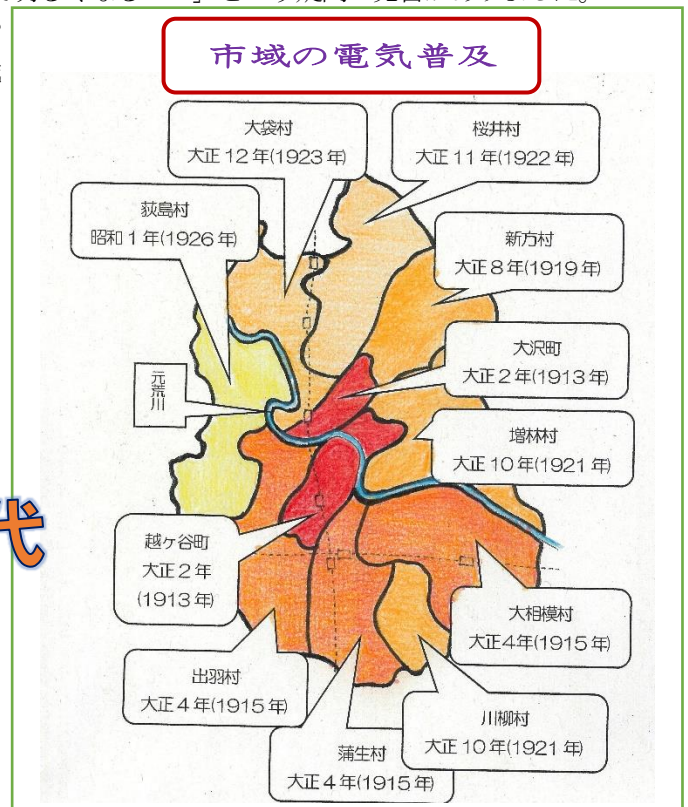 市域の電気普及
大袋村
大正12年(1923年)
桜井村
大正11年(1922年)
荻島村
昭和1年(1926年)
新方村
大正8年(1919年)
大沢町
大正2年(1913年)
元荒川
増林村
大正10年(1921年)
代
越ヶ谷町
大正2年
(1913年)
大相模村
大正4年(1915年)
出羽村
大正4年(1915年)
川柳村
大正10年(1921年)
蒲生村
大正4年(1915年)